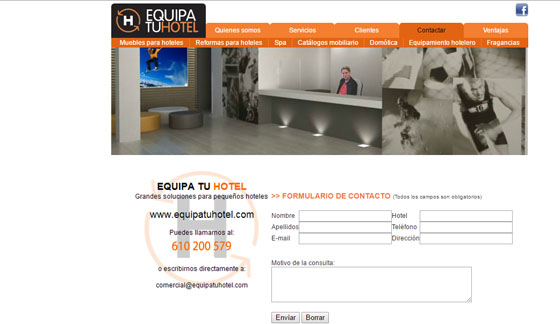 EQUIPA
TU HOTEL
H
Quienes somos Servicios Clientes Contactar Ventajas
Muebles para hoteles Reformas para hoteles Spa Catálogos mobiliario Domótica Equipamiento hotelero Fragancias
EQUIPA TU HOTEL
Grandes soluciones para pequeños hoteles
www.equipatuhotel.com
Puedes llamarnos al:
610 200 579
o escribirnos directamente a:
comercial@equipatuhotel.com
>> FORMULARIO DE CONTACTO (Todos los campos son obligatorios)
Nombre Hotel
Apellidos Teléfono
E-mail Dirección
Motivo de la consulta:
Enviar Borrar